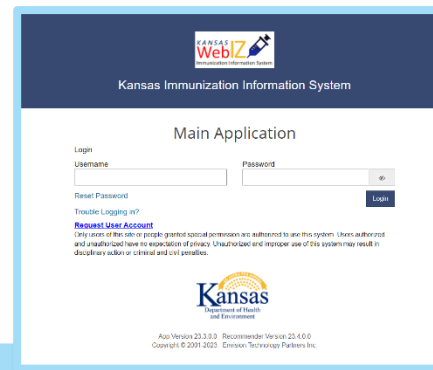 KANSAS
WebIZ
Immunization Information System
Kansas Immunization Information System
Main Application
Login
Username Password
Reset Password Login
Trouble Logging in?
Request User Account
Only users of this site or people granted special permission are authorized to use this system. Users authorized
and unauthorized have no expectation of privacy. Unauthorized and improper use of this system may result in
disciplinary action or criminal and civil penalties.
Kansas
Department of Health
and Environment
App Version 23.3.0.0 Recommender Version 23.4.0.0
Copyright © 2001-2023 Envision Technology Partners Inc.